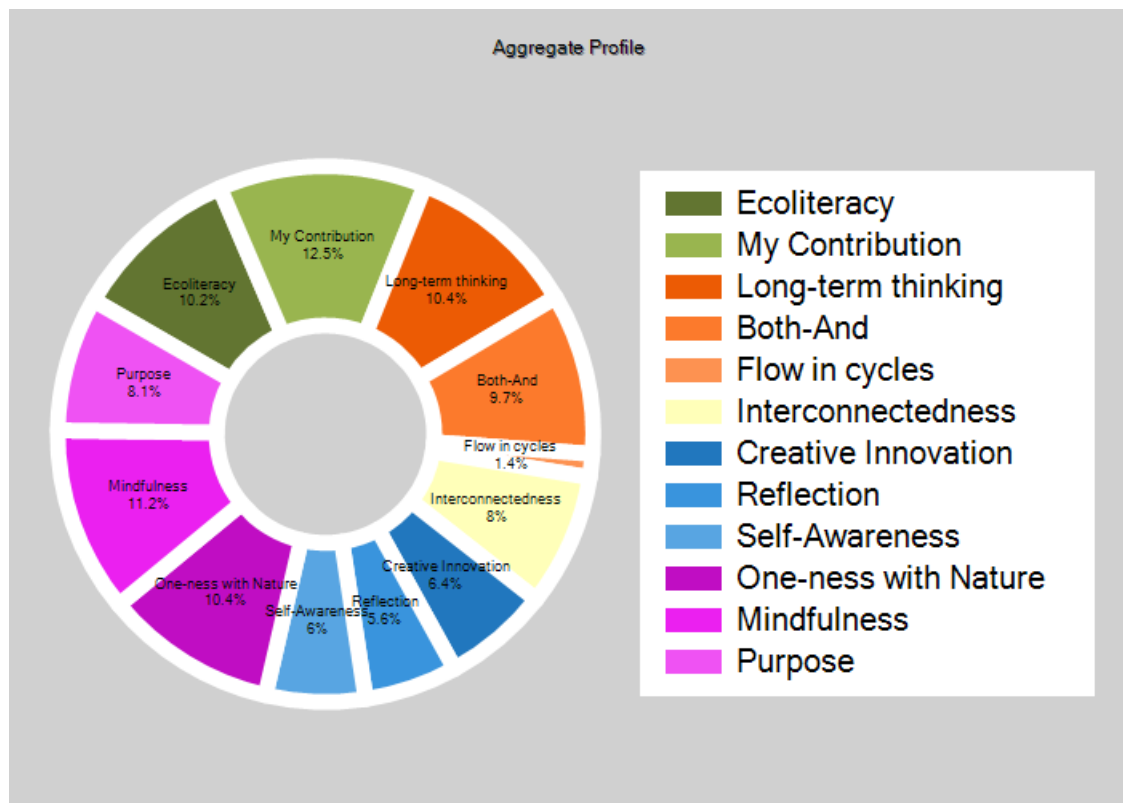 Aggregate Profile
My Contribution
12.5%
Long-term thinking
10.4%
Ecoliteracy
10.2%
Purpose
8.1%
Both-And
9.7%
Flow in cycles
1.4%
Mindfulness
11.2%
Interconnectedness
8%
Creative Innovation
6.4%
One-ness with Nature
10.4%
Reflection
5.6%
Self-Awareness
6%
Ecoliteracy
My Contribution
Long-term thinking
Both-And
Flow in cycles
Interconnectedness
Creative Innovation
Reflection
Self-Awareness
One-ness with Nature
Mindfulness
Purpose